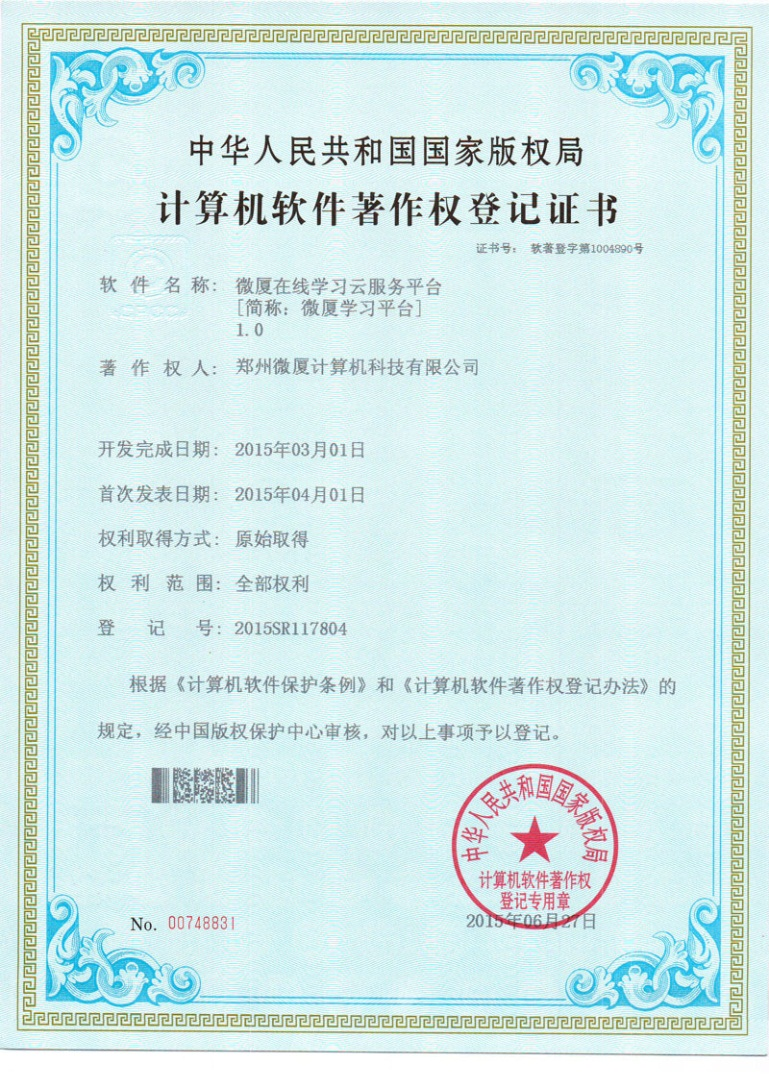 中华人民共和国国家版权局
计算机软件著作权登记证书
证书号： 软著登字第1004890号
软件名称： 微厦在线学习云服务平台
[简称：微厦学习平台]
1.0
著作权人： 郑州微厦计算机科技有限公司
开发完成日期： 2015年03月01日
首次发表日期： 2015年04月01日
权利取得方式： 原始取得
权利范围： 全部权利
登记号： 2015SR117804
根据《计算机软件保护条例》和《计算机软件著作权登记办法》的
规定，经中国版权保护中心审核，对以上事项予以登记。
中华人民共和国国家版权局
计算机软件著作权
登记专用章
No. 00748831
2015年06月27日
CPCC